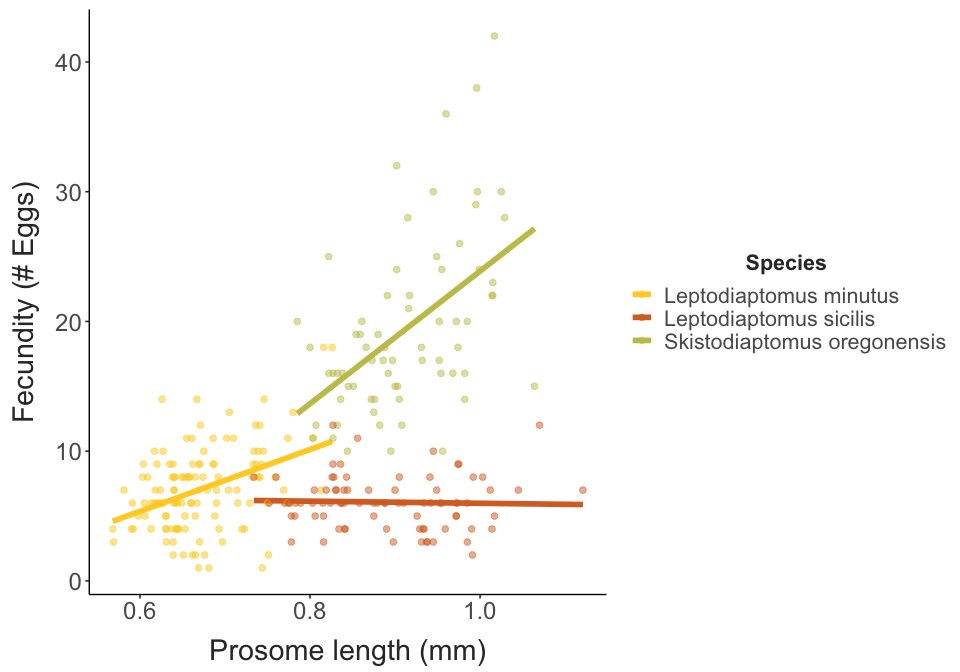 Fecundity (# Eggs)
40
30
20
10
0
0.6 0.8 1.0
Prosome length (mm)
Species
Leptodiaptomus minutus
Leptodiaptomus sicilis
Skistodiaptomus oregonensis